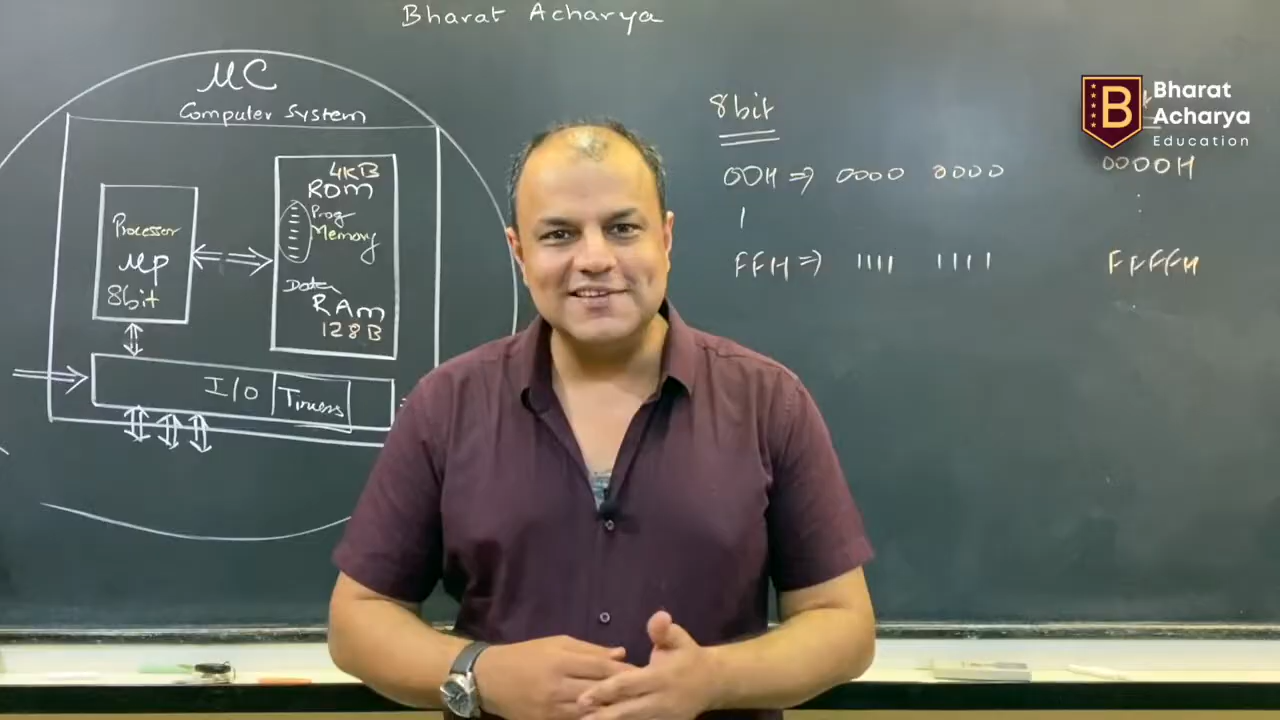 Bharat Acharya
μC
Computer System
Processor
μp
8bit
4KB
ROM
Prog
Memory
Data
RAM
128B
I/O
Timers
8bit
00H ⇒ 0000 0000
FFH ⇒ 1111 1111
0000H
FFFFH
B
Bharat
Acharya
Education